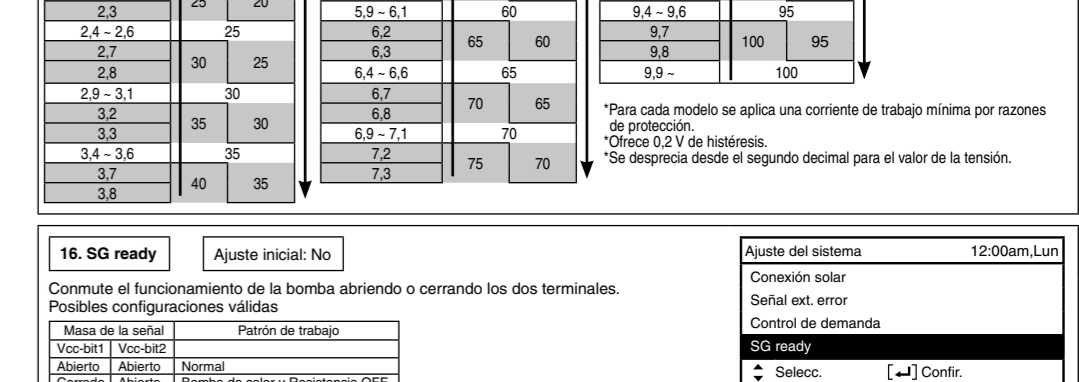 2,3 25 20
2,4 ~ 2,6 25
2,7 30 25
2,8
2,9 ~ 3,1 30
3,2 35 30
3,3
3,4 ~ 3,6 35
3,7 40 35
3,8
5,9 ~ 6,1 60
6,2 65 60
6,3
6,4 ~ 6,6 65
6,7 70 65
6,8
6,9 ~ 7,1 70
7,2 75 70
7,3
9,4 ~ 9,6 95
9,7 100 95
9,8
9,9 ~ 100
*Para cada modelo se aplica una corriente de trabajo mínima por razones
de protección.
*Ofrece 0,2 V de histéresis.
*Se desprecia desde el segundo decimal para el valor de la tensión.
16. SG ready Ajuste inicial: No
Conmute el funcionamiento de la bomba abriendo o cerrando los dos terminales.
Posibles configuraciones válidas
Masa de la señal Patrón de trabajo
Vcc-bit1 Vcc-bit2
Abierto Abierto Normal
Cerrado Abierto Bomba de calor y Resistencia OFF
Ajuste del sistema 12:00am,Lun
Conexión solar
Señal ext. error
Control de demanda
SG ready
Selecc. [↵] Confir.